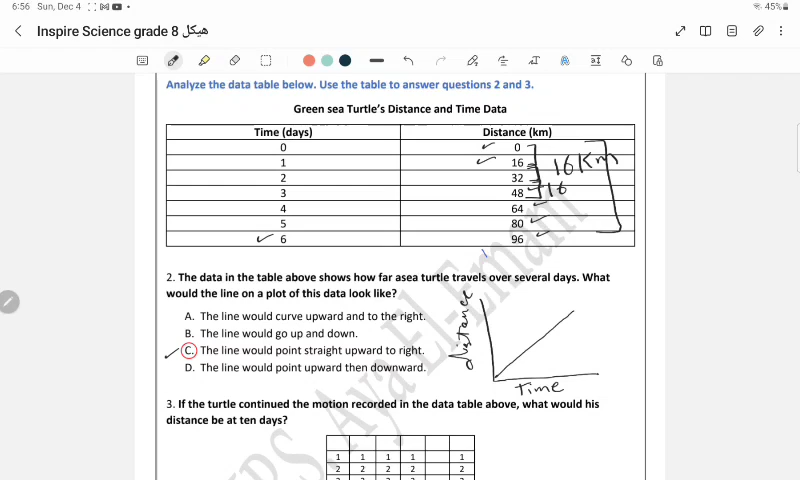 6:56 Sun, Dec 4
45%
Inspire Science grade 8 هيكل
Analyze the data table below. Use the table to answer questions 2 and 3.
Green sea Turtle's Distance and Time Data
Time (days) Distance (km)
0 0
1 16
2 32
3 48
4 64
5 80
6 96
16 Km
16
2. The data in the table above shows how far asea turtle travels over several days. What
would the line on a plot of this data look like?
A. The line would curve upward and to the right.
B. The line would go up and down.
C. The line would point straight upward to right.
D. The line would point upward then downward.
distance
Time
3. If the turtle continued the motion recorded in the data table above, what would his
distance be at ten days?
1 1 1 1 1
2 2 2 2 2
Aya El-Emam